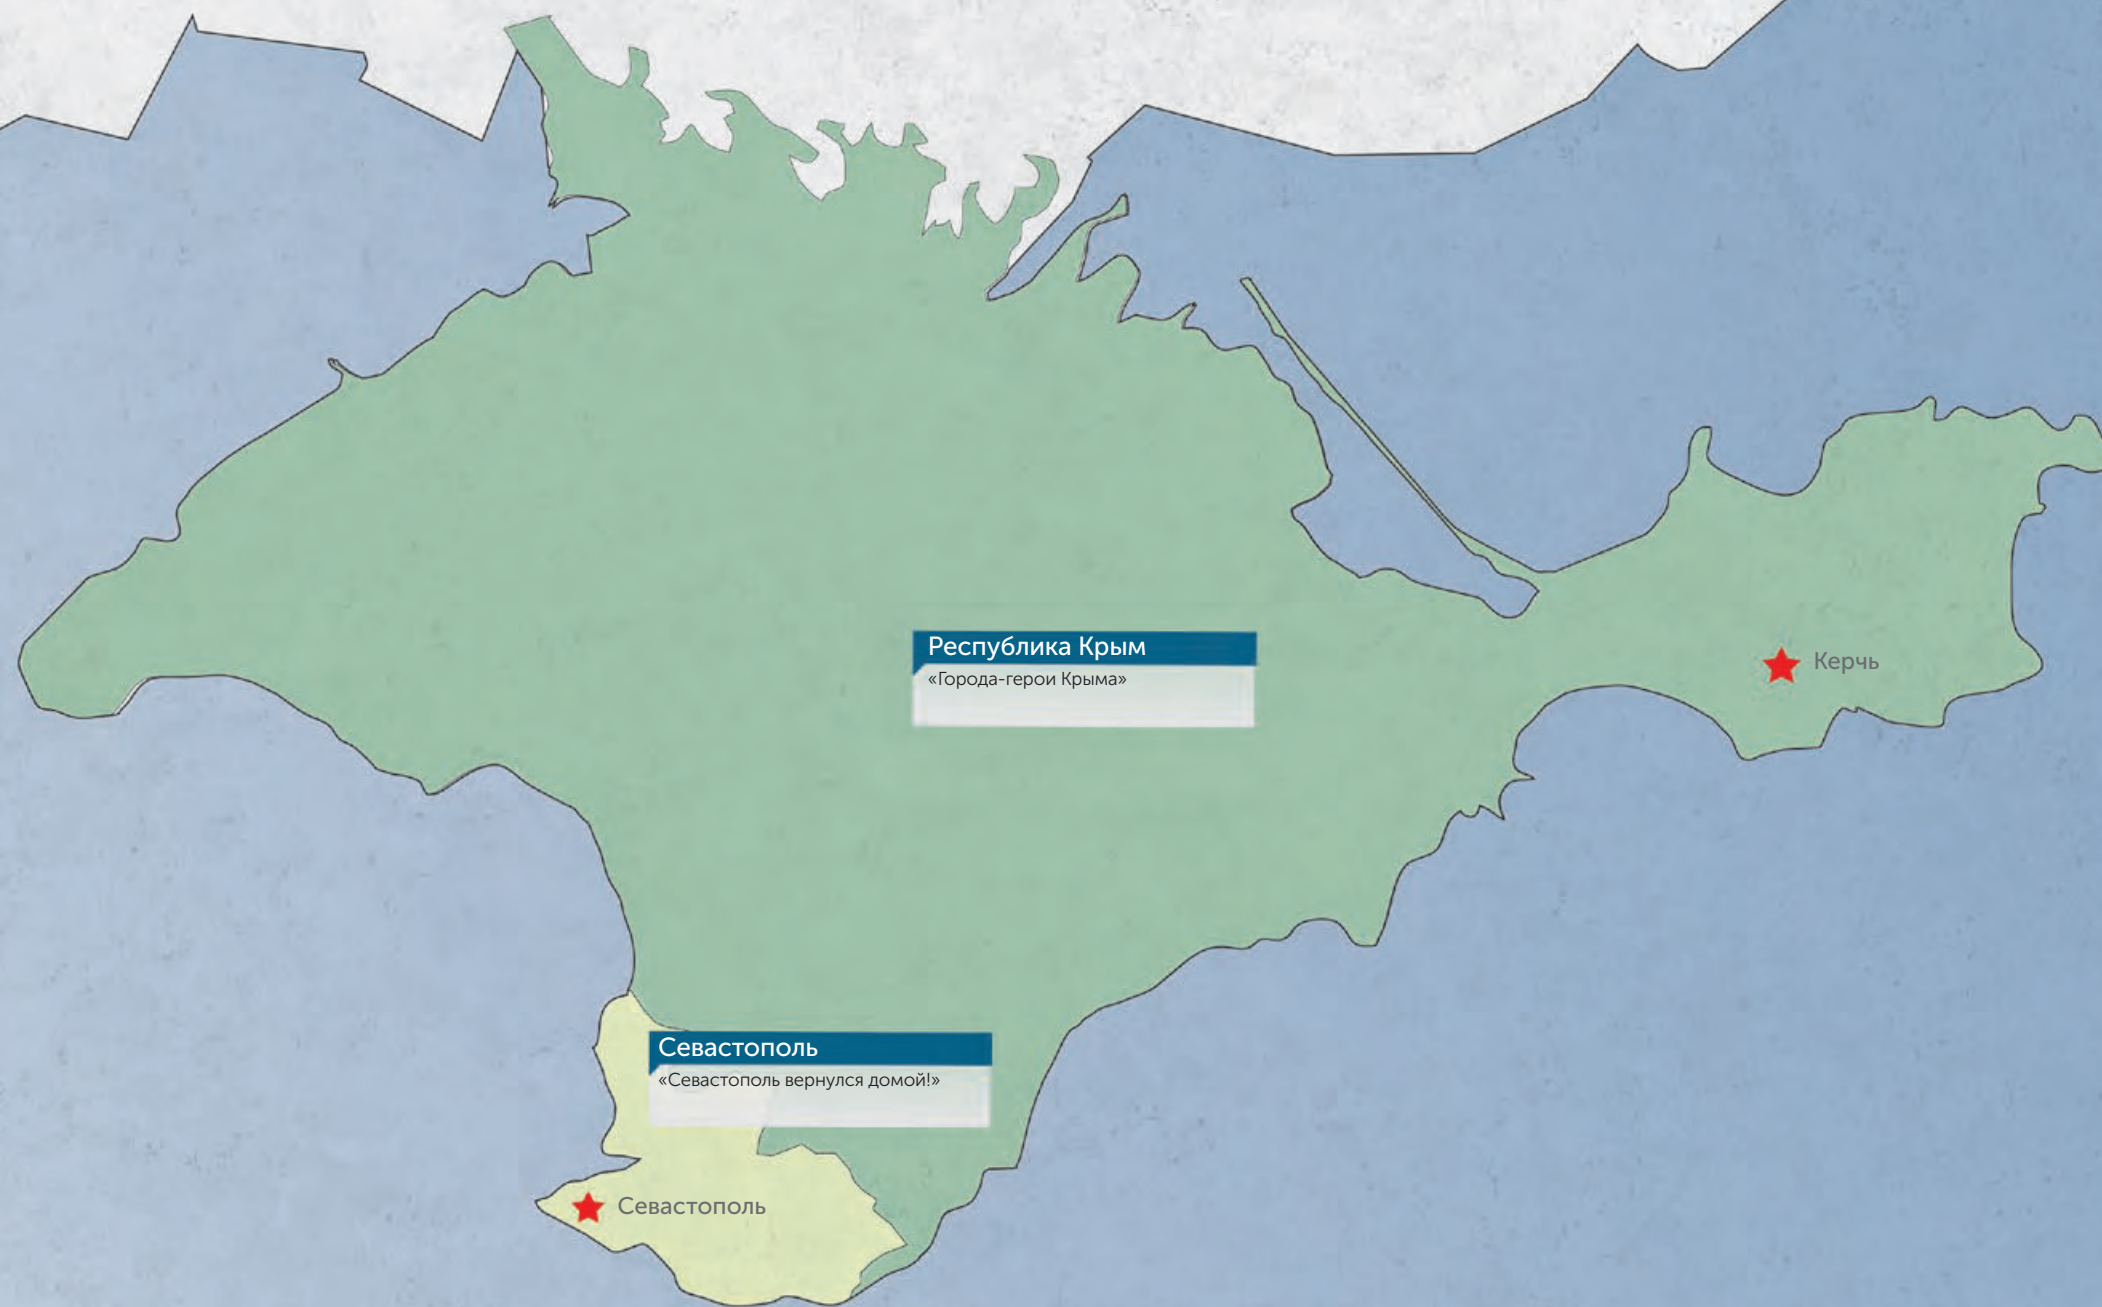 Республика Крым
«Города-герои Крыма»
Керчь
Севастополь
«Севастополь вернулся домой!»
Севастополь